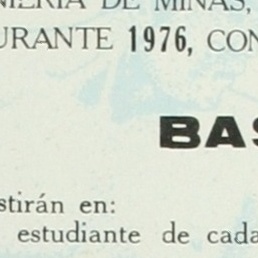 NIERIA DE MINAS,
URANTE 1976, CON
BAS
stirán en:
estudiante de cada